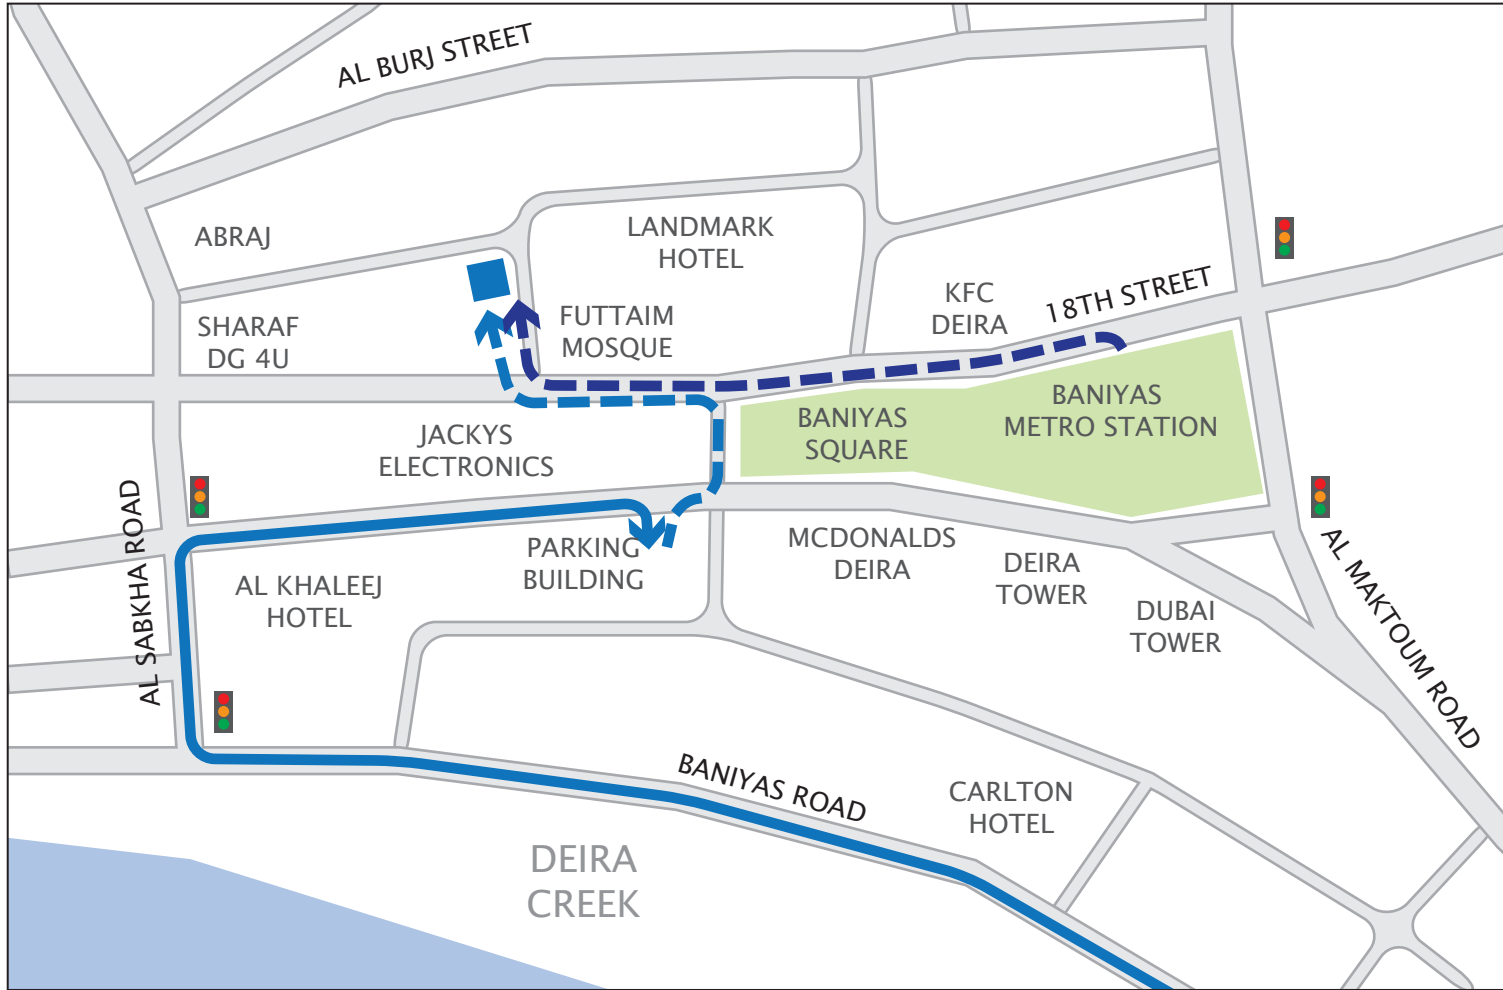 AL BURJ STREET
ABRAJ
LANDMARK
HOTEL
SHARAF
DG 4U
FUTTAIM
MOSQUE
KFC
DEIRA
18TH STREET
JACKYS
ELECTRONICS
BANIYAS
SQUARE
BANIYAS
METRO STATION
AL SABKHA ROAD
AL KHALEEJ
HOTEL
PARKING
BUILDING
MCDONALDS
DEIRA
DEIRA
TOWER
DUBAI
TOWER
AL MAKTOUM ROAD
BANIYAS ROAD
CARLTON
HOTEL
DEIRA
CREEK